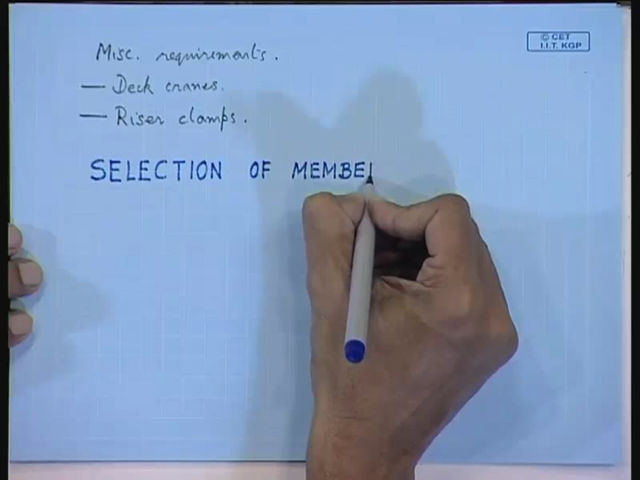 Misc. requirements.
© CET
I.I.T. KGP
— Deck cranes.
— Riser clamps.
SELECTION OF MEMBE